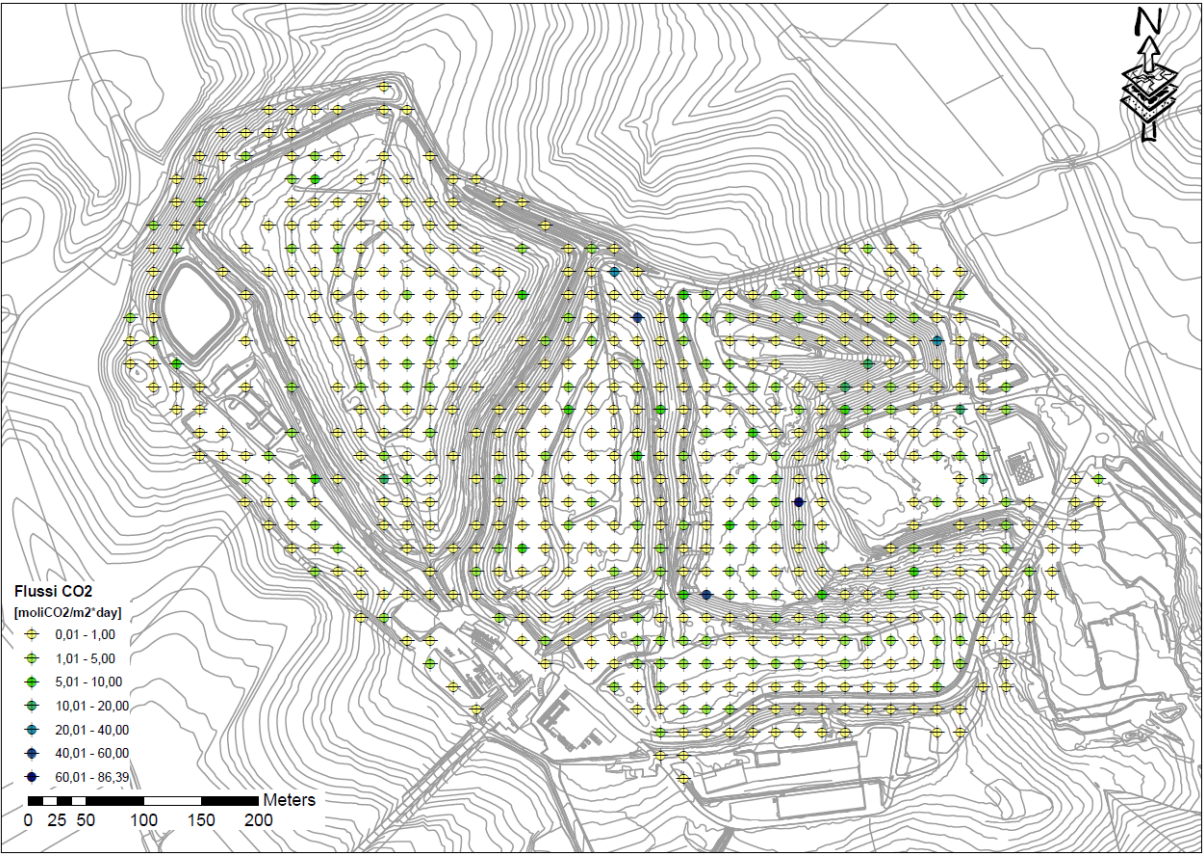 N
Flussi CO2
[moliCO2/m2*day]
0,01 - 1,00
1,01 - 5,00
5,01 - 10,00
10,01 - 20,00
20,01 - 40,00
40,01 - 60,00
60,01 - 86,39
Meters
0 25 50 100 150 200